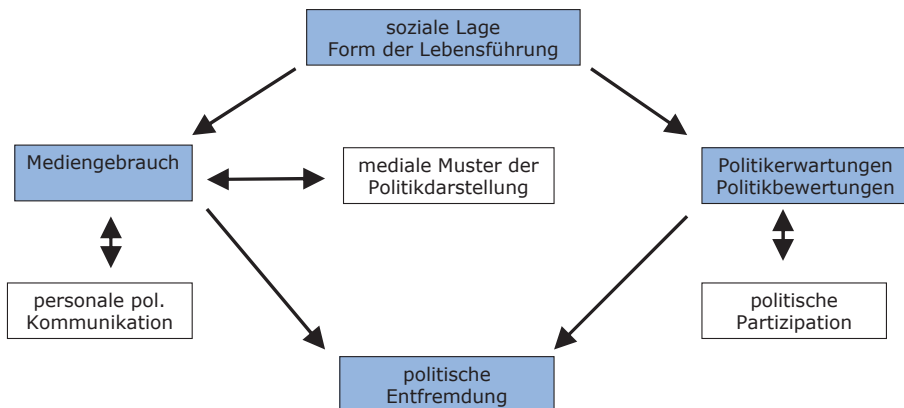 soziale Lage
Form der Lebensführung
Mediengebrauch
mediale Muster der
Politikdarstellung
Politikerwartungen
Politikbewertungen
personale pol.
Kommunikation
politische
Partizipation
politische
Entfremdung